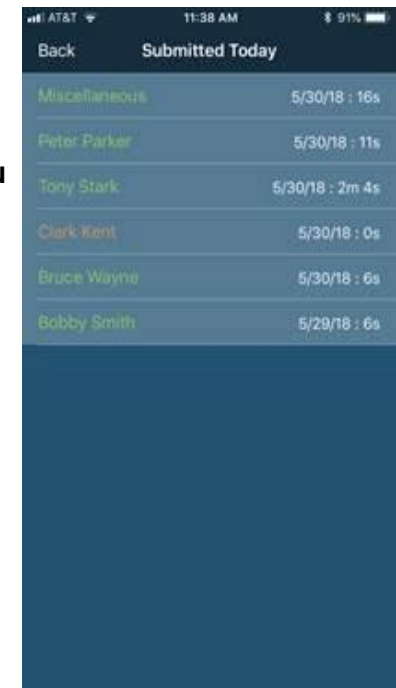 AT&T 11:38 AM 91%
Back Submitted Today
Miscellaneous 5/30/18 : 16s
Peter Parker 5/30/18 : 11s
u
Tony Stark 5/30/18 : 2m 4s
Clark Kent 5/30/18 : 0s
Bruce Wayne 5/30/18 : 6s
Bobby Smith 5/29/18 : 6s